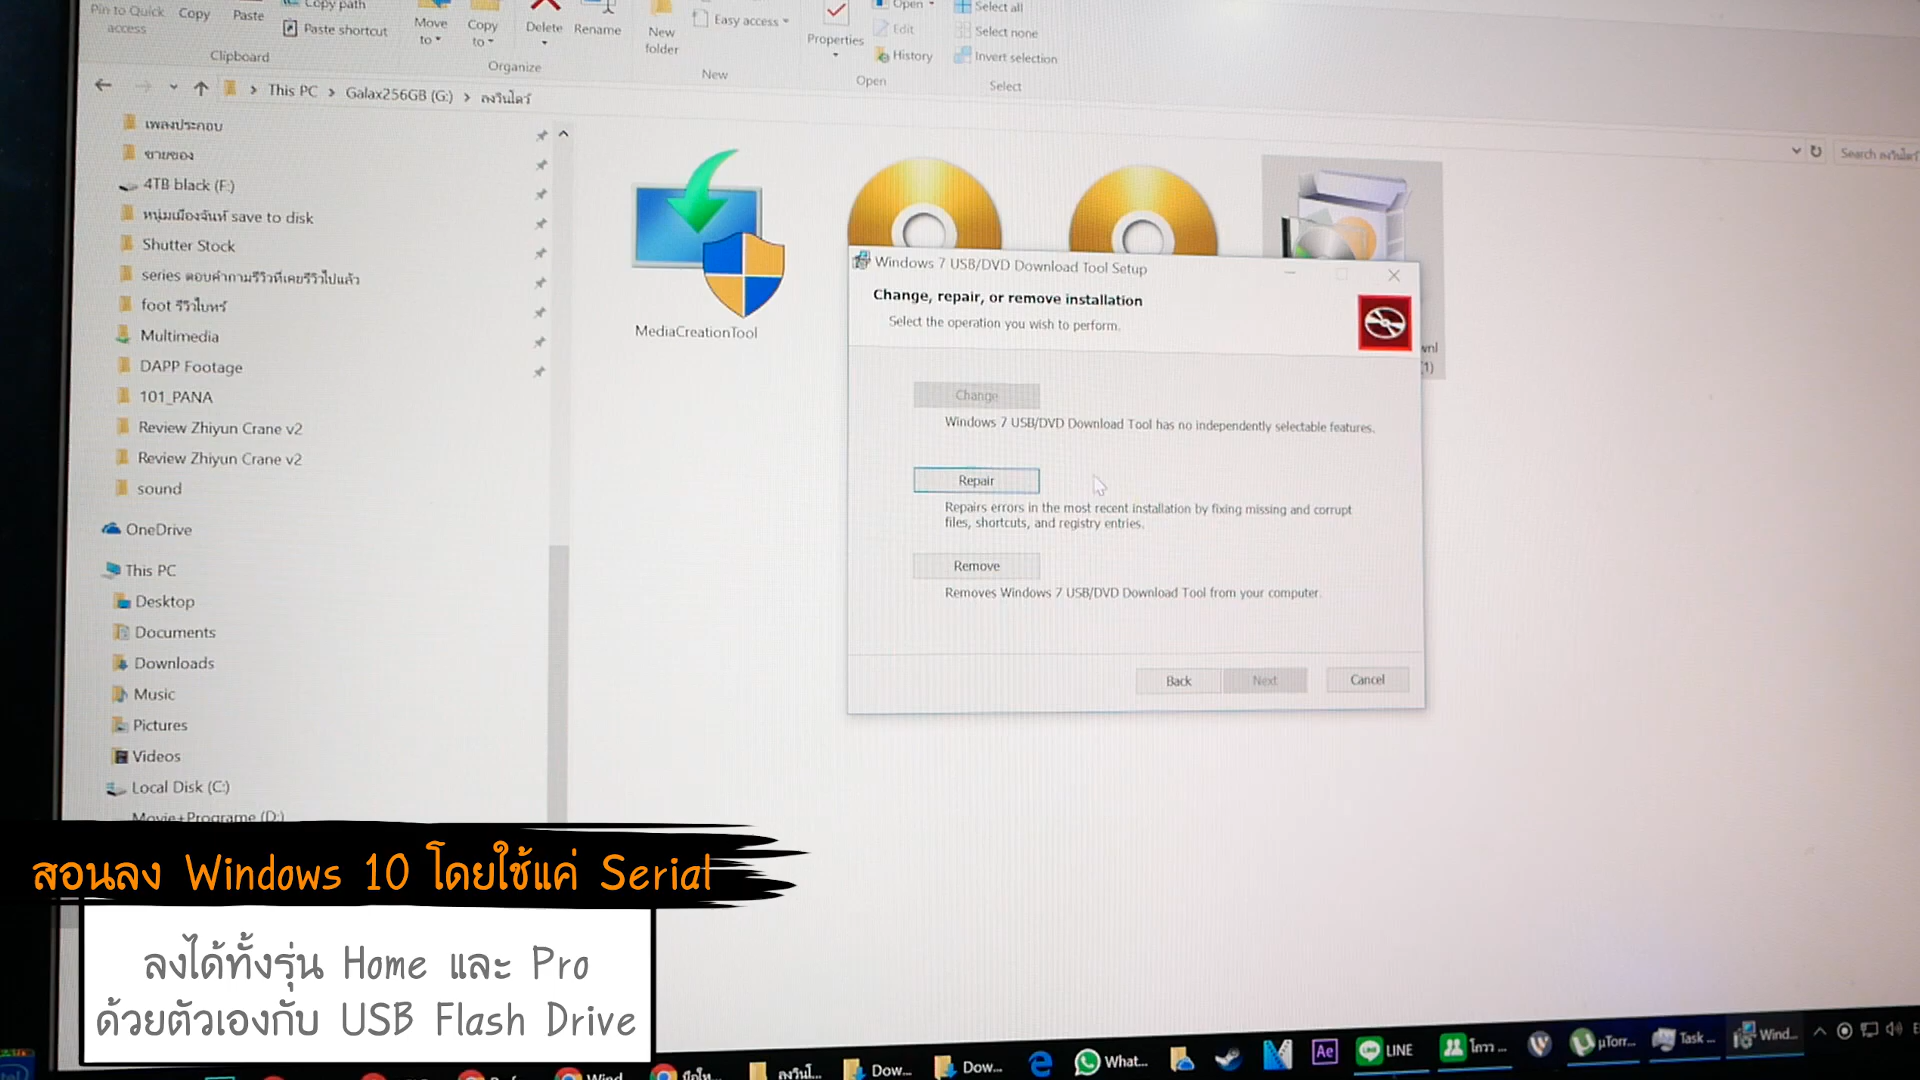 Pin to Quick
access
Copy
Paste
Copy path
Paste shortcut
Clipboard
Move
to
Copy
to
Delete
Rename
Organize
New
folder
Easy access
New
Properties
Open
Edit
History
Open
Select all
Select none
Invert selection
Select
This PC > Galax256GB (G:) > ลงวินโดว์
Search ลงวินโดว์
เพลงประกอบ
ขายของ
4TB black (F:)
หนุ่มเมืองจันท์ save to disk
Shutter Stock
series ตอบคำถามรีวิวที่เคยรีวิวไปแล้ว
foot รีวิวไบทร์
Multimedia
DAPP Footage
101_PANA
Review Zhiyun Crane v2
Review Zhiyun Crane v2
sound
OneDrive
This PC
Desktop
Documents
Downloads
Music
Pictures
Videos
Local Disk (C:)
Movie+Programe (D:)
MediaCreationTool
Windows 7 USB/DVD Download Tool Setup
Change, repair, or remove installation
Select the operation you wish to perform.
Change
Windows 7 USB/DVD Download Tool has no independently selectable features.
Repair
Repairs errors in the most recent installation by fixing missing and corrupt
files, shortcuts, and registry entries.
Remove
Removes Windows 7 USB/DVD Download Tool from your computer.
Back
Next
Cancel
สอนลง Windows 10 โดยใช้แค่ Serial
ลงได้ทั้งรุ่น Home และ Pro
ด้วยตัวเองกับ USB Flash Drive
ลงวินโ...
Dow...
Dow...
What...
Ae
LINE
µTorr...
Task ...
Wind...